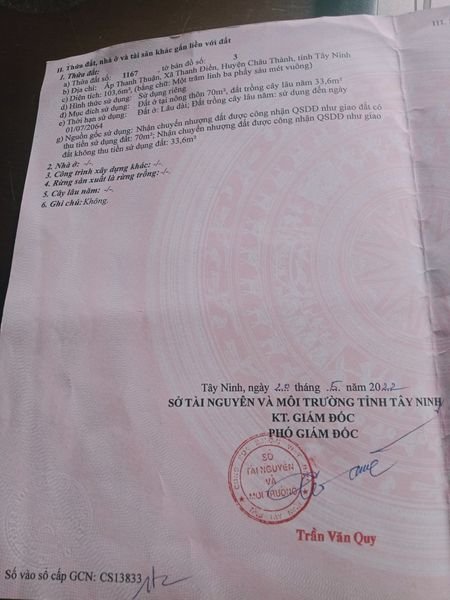 II. Thửa đất, nhà ở và tài sản khác gắn liền với đất
III.
1. Thửa đất:
a) Thửa đất số: 1167 tờ bản đồ số: 3
b) Địa chỉ: Ấp Thanh Thuận, Xã Thanh Điền, Huyện Châu Thành, tỉnh Tây Ninh
c) Diện tích: 103,6m², (bằng chữ: Một trăm linh ba phẩy sáu mét vuông)
d) Hình thức sử dụng: Sử dụng riêng
đ) Mục đích sử dụng: Đất ở tại nông thôn 70m², đất trồng cây lâu năm 33,6m²
e) Thời hạn sử dụng: Đất ở: Lâu dài; Đất trồng cây lâu năm: sử dụng đến ngày
01/07/2064
g) Nguồn gốc sử dụng: Nhận chuyển nhượng đất được công nhận QSDĐ như giao đất có
thu tiền sử dụng đất: 70m²; Nhận chuyển nhượng đất được công nhận QSDĐ như giao
đất không thu tiền sử dụng đất: 33,6m²
2. Nhà ở: -/-
3. Công trình xây dựng khác: -/-
4. Rừng sản xuất là rừng trồng: -/-
5. Cây lâu năm: -/-
6. Ghi chú: Không.
Tây Ninh, ngày 20 tháng 5 năm 2022
SỞ TÀI NGUYÊN VÀ MÔI TRƯỜNG TỈNH TÂY NINH
KT. GIÁM ĐỐC
PHÓ GIÁM ĐỐC
SỞ
TÀI NGUYÊN
VÀ
MÔI TRƯỜNG
TỈNH TÂY NINH
Trần Văn Quy
Số vào sổ cấp GCN: CS13833